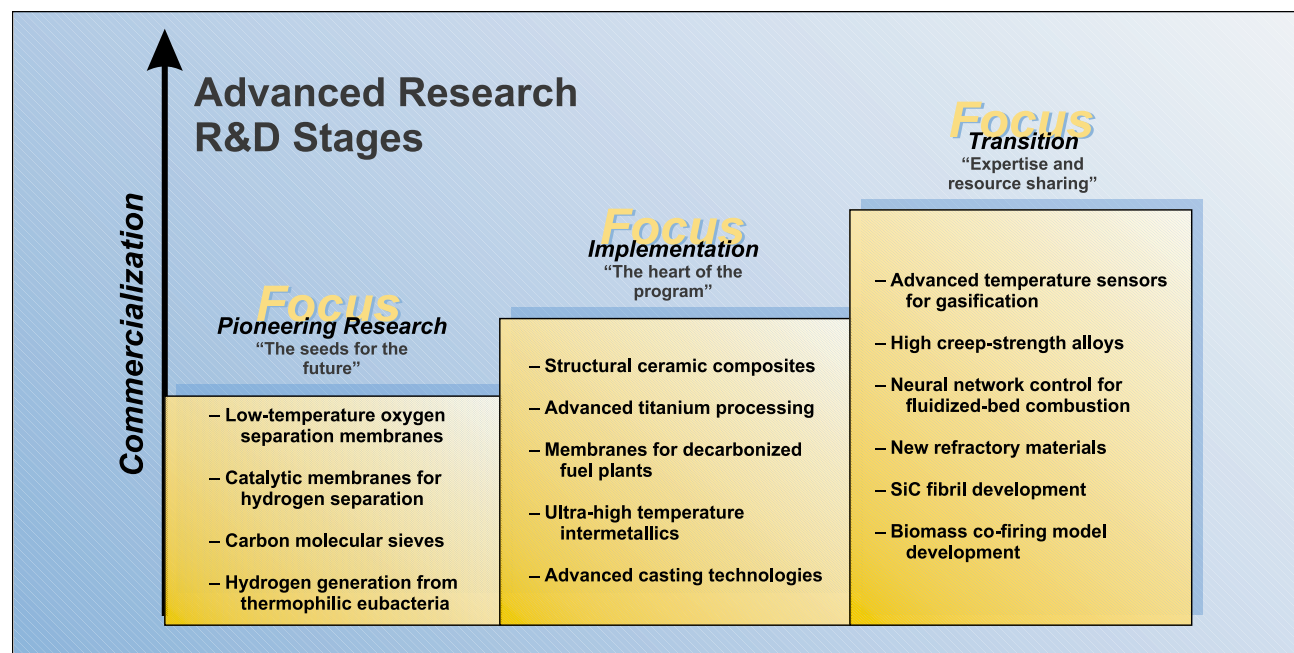 Advanced Research
R&D Stages
Commercialization
Focus
Pioneering Research
“The seeds for the
future”
– Low-temperature oxygen
separation membranes
– Catalytic membranes for
hydrogen separation
– Carbon molecular sieves
– Hydrogen generation from
thermophilic eubacteria
Focus
Implementation
“The heart of the
program”
– Structural ceramic composites
– Advanced titanium processing
– Membranes for decarbonized
fuel plants
– Ultra-high temperature
intermetallics
– Advanced casting technologies
Focus
Transition
“Expertise and
resource sharing”
– Advanced temperature sensors
for gasification
– High creep-strength alloys
– Neural network control for
fluidized-bed combustion
– New refractory materials
– SiC fibril development
– Biomass co-firing model
development